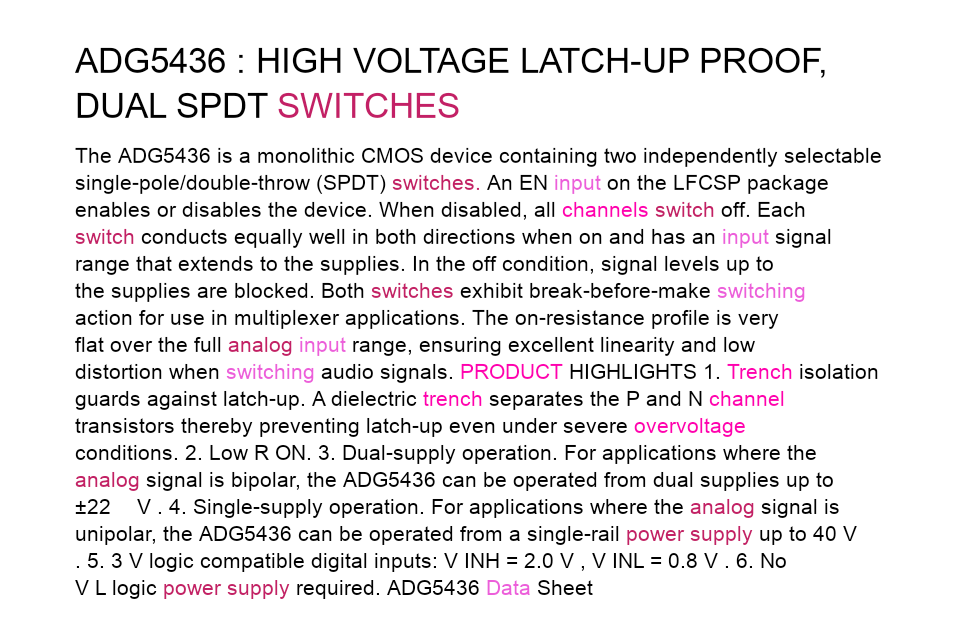 ADG5436 : HIGH VOLTAGE LATCH-UP PROOF,
DUAL SPDT SWITCHES
The ADG5436 is a monolithic CMOS device containing two independently selectable
single-pole/double-throw (SPDT) switches. An EN input on the LFCSP package
enables or disables the device. When disabled, all channels switch off. Each
switch conducts equally well in both directions when on and has an input signal
range that extends to the supplies. In the off condition, signal levels up to
the supplies are blocked. Both switches exhibit break-before-make switching
action for use in multiplexer applications. The on-resistance profile is very
flat over the full analog input range, ensuring excellent linearity and low
distortion when switching audio signals. PRODUCT HIGHLIGHTS 1. Trench isolation
guards against latch-up. A dielectric trench separates the P and N channel
transistors thereby preventing latch-up even under severe overvoltage
conditions. 2. Low R ON. 3. Dual-supply operation. For applications where the
analog signal is bipolar, the ADG5436 can be operated from dual supplies up to
±22 V . 4. Single-supply operation. For applications where the analog signal is
unipolar, the ADG5436 can be operated from a single-rail power supply up to 40 V
. 5. 3 V logic compatible digital inputs: V INH = 2.0 V , V INL = 0.8 V . 6. No
V L logic power supply required. ADG5436 Data Sheet